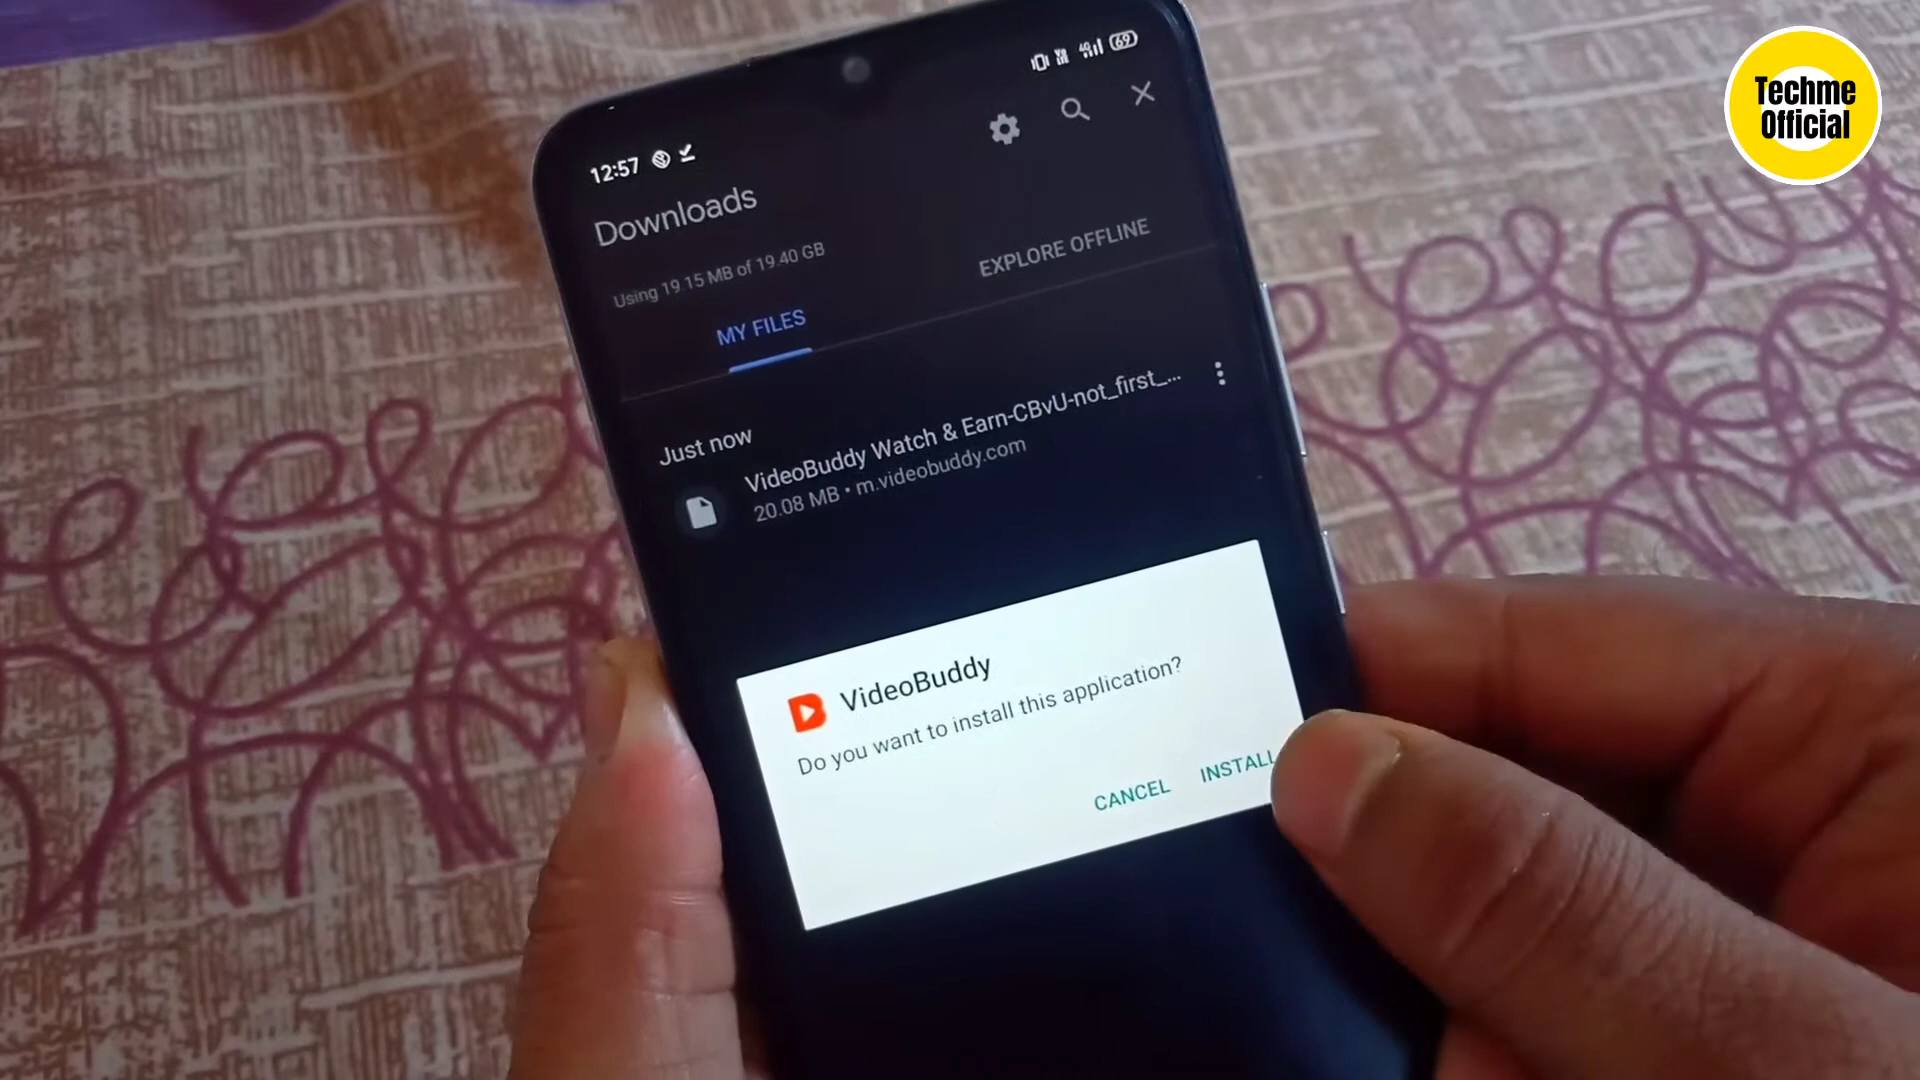 Techme
Official
69
12:57
Downloads
Using 19.15 MB of 19.40 GB
MY FILES
EXPLORE OFFLINE
Just now
VideoBuddy Watch & Earn-CBvU-not_first_...
20.08 MB • m.videobuddy.com
VideoBuddy
Do you want to install this application?
CANCEL
INSTALL